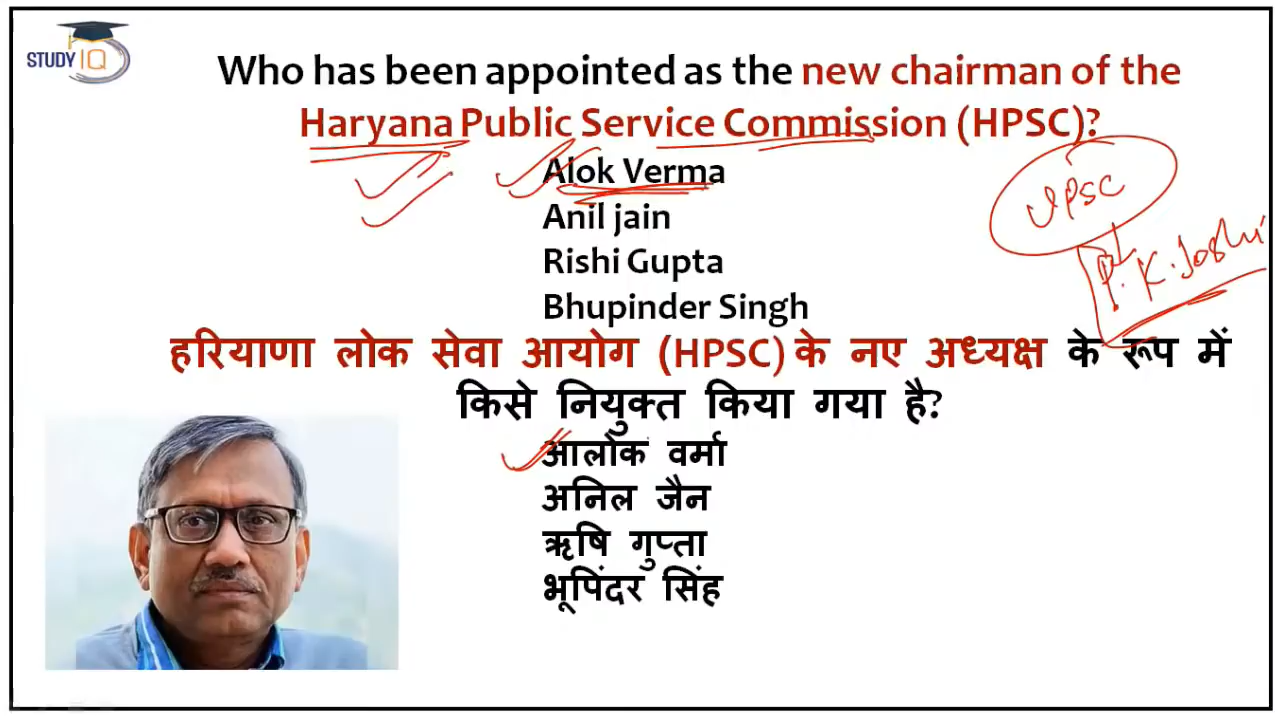 STUDY IQ
Who has been appointed as the new chairman of the
Haryana Public Service Commission (HPSC)?
Alok Verma
Anil jain
Rishi Gupta
Bhupinder Singh
UPSC
P.K.Joshi
हरियाणा लोक सेवा आयोग (HPSC) के नए अध्यक्ष के रूप में
किसे नियुक्त किया गया है?
आलोक वर्मा
अनिल जैन
ऋषि गुप्ता
भूपिंदर सिंह